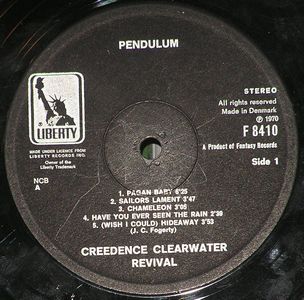 PENDULUM
LIBERTY
MADE UNDER LICENCE FROM
LIBERTY RECORDS INC.
Owner of the
Liberty Trademark
NCB
A
STEREO
All rights reserved
Made in Denmark
℗ 1970
F 8410
A Product of Fantasy Records
Side 1
1. PAGAN BABY 6'25
2. SAILORS LAMENT 3'47
3. CHAMELEON 3'05
4. HAVE YOU EVER SEEN THE RAIN 2'39
5. (WISH I COULD) HIDEAWAY 3'53
(J. C. Fogerty)
CREEDENCE CLEARWATER
REVIVAL